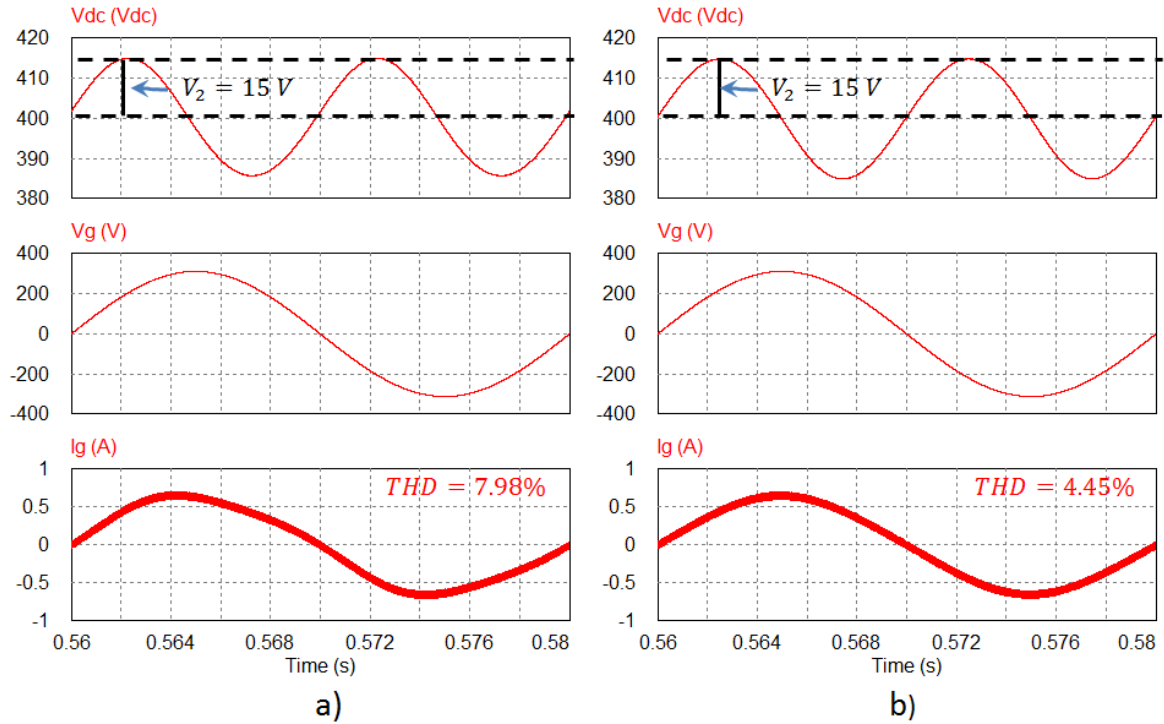 Vdc (Vdc)
420
410
400
390
380
V₂ = 15 V
Vg (V)
400
200
0
-200
-400
Ig (A)
1
0.5
0
-0.5
-1
THD = 7.98%
0.56 0.564 0.568 0.572 0.576 0.58
Time (s)
a)
Vdc (Vdc)
420
410
400
390
380
V₂ = 15 V
Vg (V)
400
200
0
-200
-400
Ig (A)
1
0.5
0
-0.5
-1
THD = 4.45%
0.56 0.564 0.568 0.572 0.576 0.58
Time (s)
b)